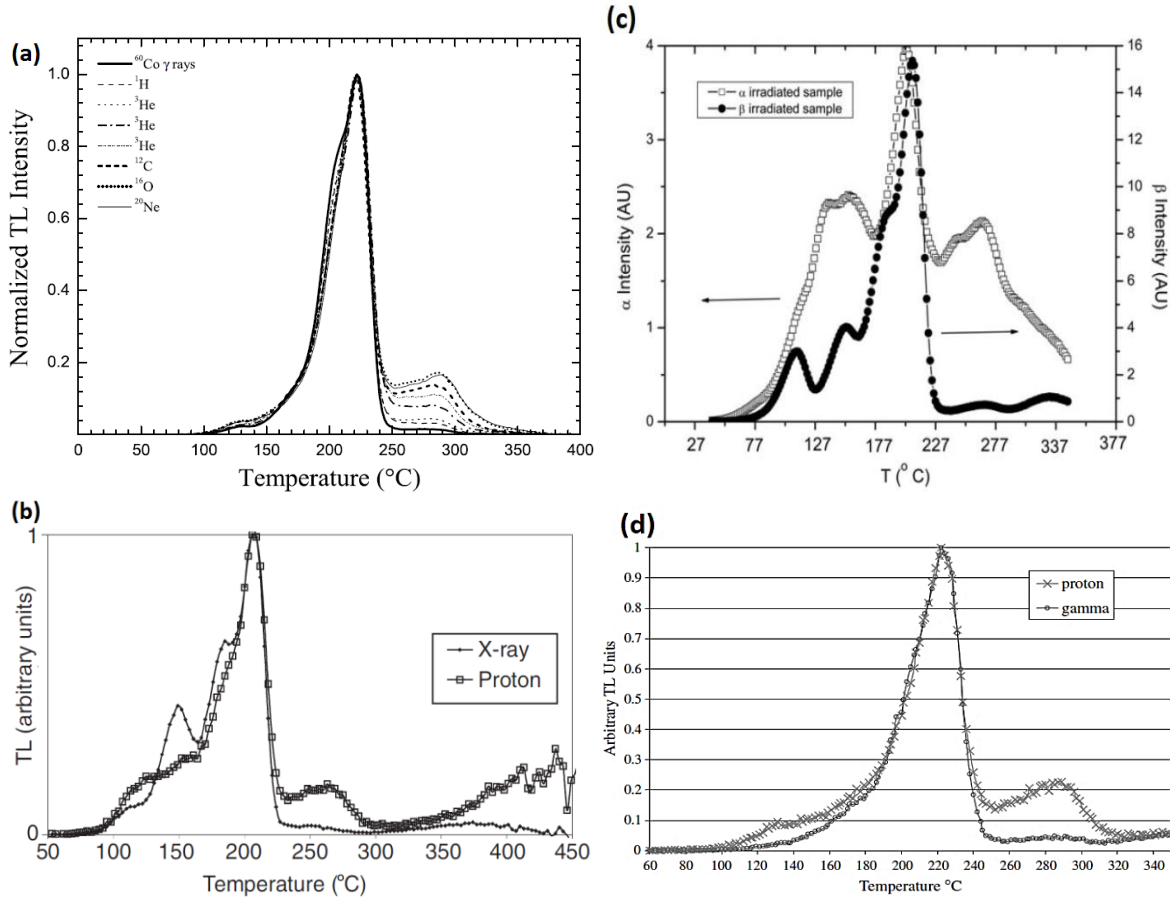 (a)
⁶⁰Co γ rays
¹H
³He
³He
³He
¹²C
¹⁶O
²⁰Ne
Normalized TL Intensity
1.0
0.8
0.6
0.4
0.2
0 50 100 150 200 250 300 350 400
Temperature (°C)
(c)
α irradiated sample
β irradiated sample
α Intensity (AU)
4
3
2
1
0
β Intensity (AU)
16
14
12
10
8
6
4
2
0
27 77 127 177 227 277 337 377
T (° C)
(b)
TL (arbitrary units)
1
0
X-ray
Proton
50 100 150 200 250 300 350 400 450
Temperature (°C)
(d)
proton
gamma
Arbitrary TL Units
1
0.9
0.8
0.7
0.6
0.5
0.4
0.3
0.2
0.1
0
60 80 100 120 140 160 180 200 220 240 260 280 300 320 340
Temperature °C